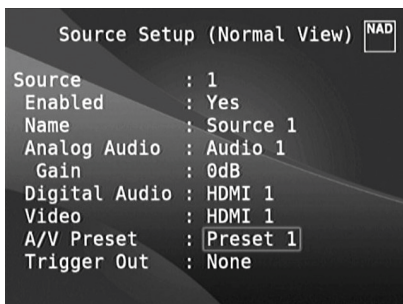 Source Setup (Normal View) NAD
Source : 1
Enabled : Yes
Name : Source 1
Analog Audio : Audio 1
Gain : 0dB
Digital Audio : HDMI 1
Video : HDMI 1
A/V Preset : Preset 1
Trigger Out : None